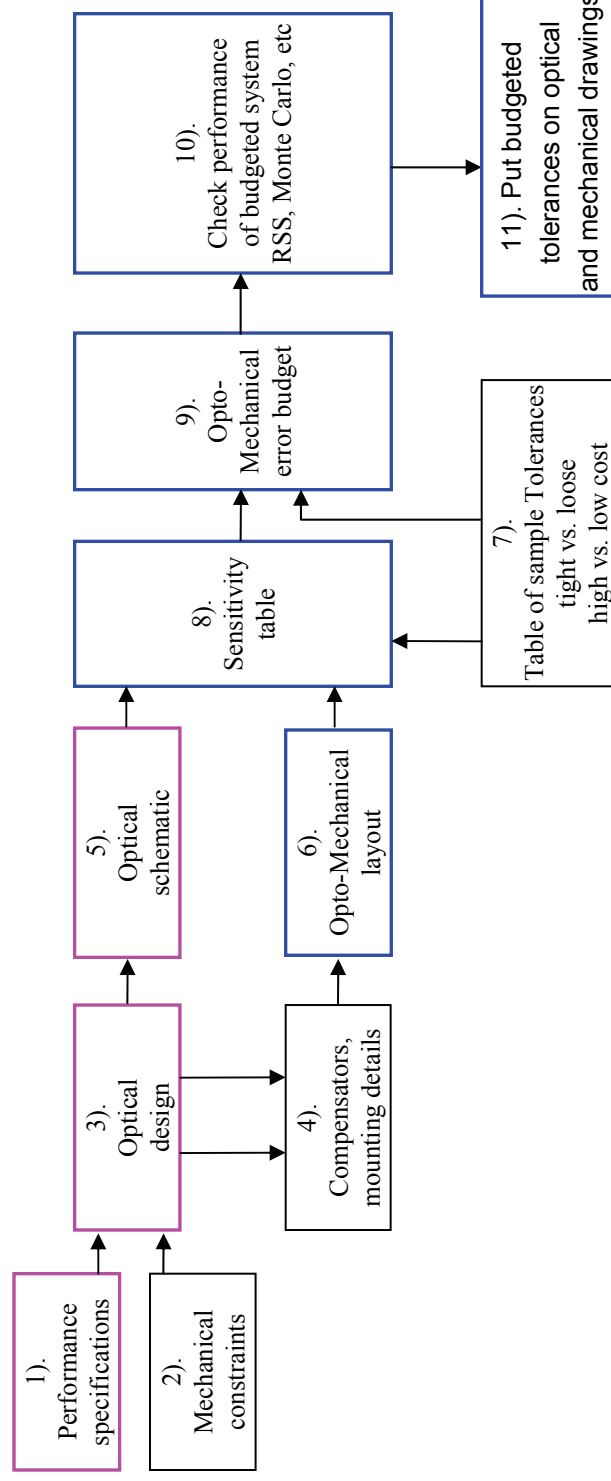 1).
Performance
specifications
2).
Mechanical
constraints
3).
Optical
design
4).
Compensators,
mounting details
5).
Optical
schematic
6).
Opto-Mechanical
layout
7).
Table of sample Tolerances
tight vs. loose
high vs. low cost
8).
Sensitivity
table
9).
Opto-
Mechanical
error budget
10).
Check performance
of budgeted system
RSS, Monte Carlo, etc
11). Put budgeted
tolerances on optical
and mechanical drawings